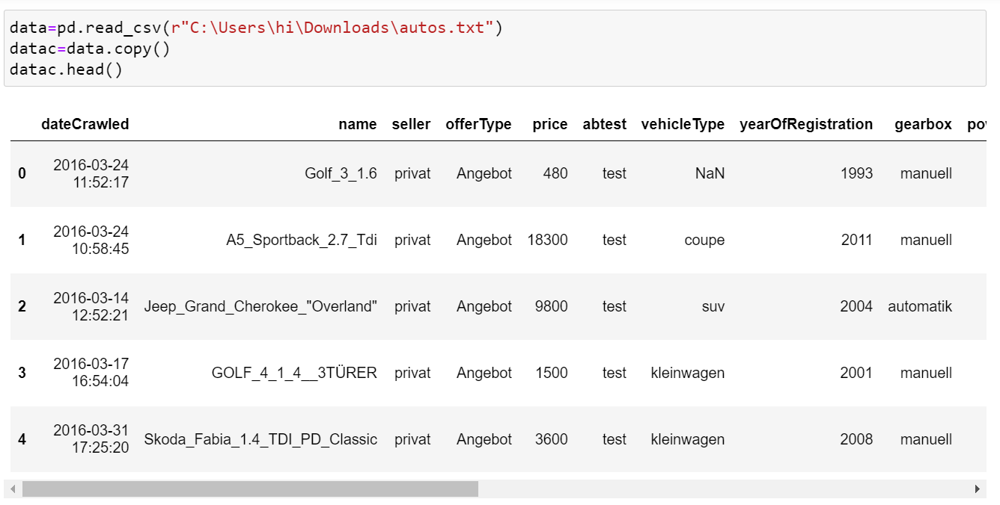 data=pd.read_csv(r"C:\Users\hi\Downloads\autos.txt")
datac=data.copy()
datac.head()
dateCrawled name seller offerType price abtest vehicleType yearOfRegistration gearbox
0 2016-03-24 11:52:17 Golf_3_1.6 privat Angebot 480 test NaN 1993 manuell
1 2016-03-24 10:58:45 A5_Sportback_2.7_Tdi privat Angebot 18300 test coupe 2011 manuell
2 2016-03-14 12:52:21 Jeep_Grand_Cherokee_"Overland" privat Angebot 9800 test suv 2004 automatik
3 2016-03-17 16:54:04 GOLF_4_1_4__3TÜRER privat Angebot 1500 test kleinwagen 2001 manuell
4 2016-03-31 17:25:20 Skoda_Fabia_1.4_TDI_PD_Classic privat Angebot 3600 test kleinwagen 2008 manuell